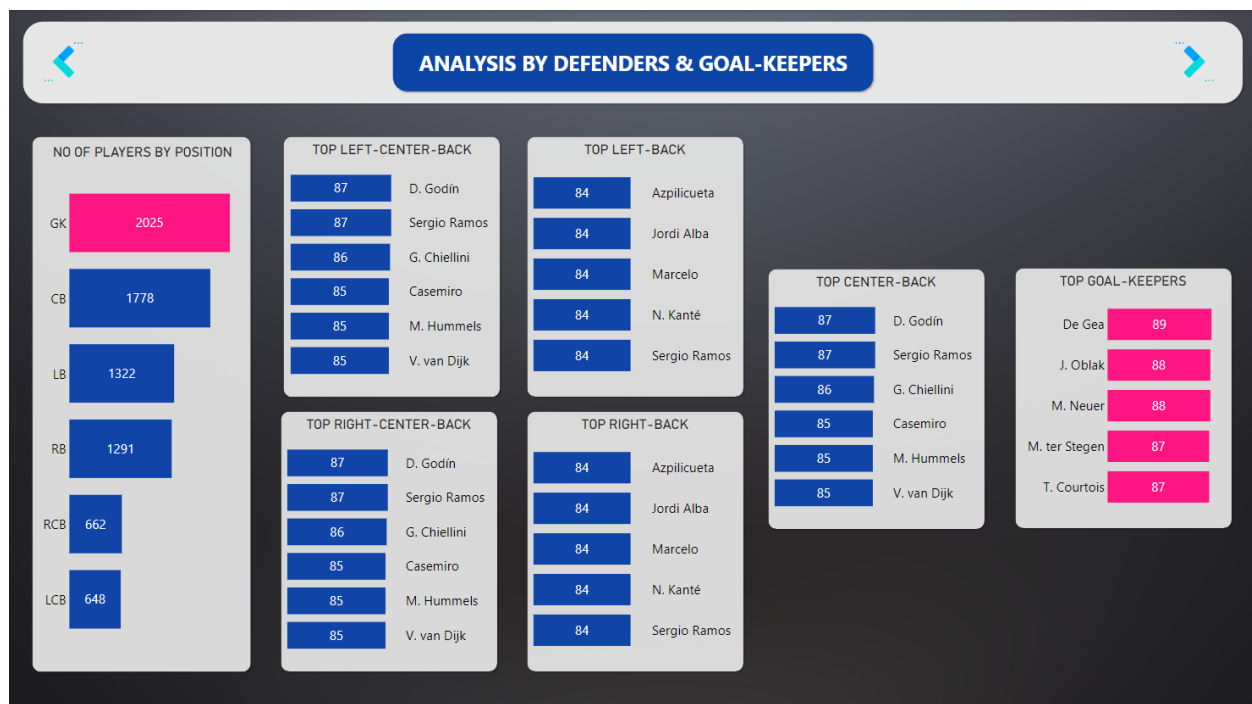 ANALYSIS BY DEFENDERS & GOAL-KEEPERS
NO OF PLAYERS BY POSITION
GK 2025
CB 1778
LB 1322
RB 1291
RCB 662
LCB 648
TOP LEFT-CENTER-BACK
87 D. Godín
87 Sergio Ramos
86 G. Chiellini
85 Casemiro
85 M. Hummels
85 V. van Dijk
TOP RIGHT-CENTER-BACK
87 D. Godín
87 Sergio Ramos
86 G. Chiellini
85 Casemiro
85 M. Hummels
85 V. van Dijk
TOP LEFT-BACK
84 Azpilicueta
84 Jordi Alba
84 Marcelo
84 N. Kanté
84 Sergio Ramos
TOP RIGHT-BACK
84 Azpilicueta
84 Jordi Alba
84 Marcelo
84 N. Kanté
84 Sergio Ramos
TOP CENTER-BACK
87 D. Godín
87 Sergio Ramos
86 G. Chiellini
85 Casemiro
85 M. Hummels
85 V. van Dijk
TOP GOAL-KEEPERS
De Gea 89
J. Oblak 88
M. Neuer 88
M. ter Stegen 87
T. Courtois 87